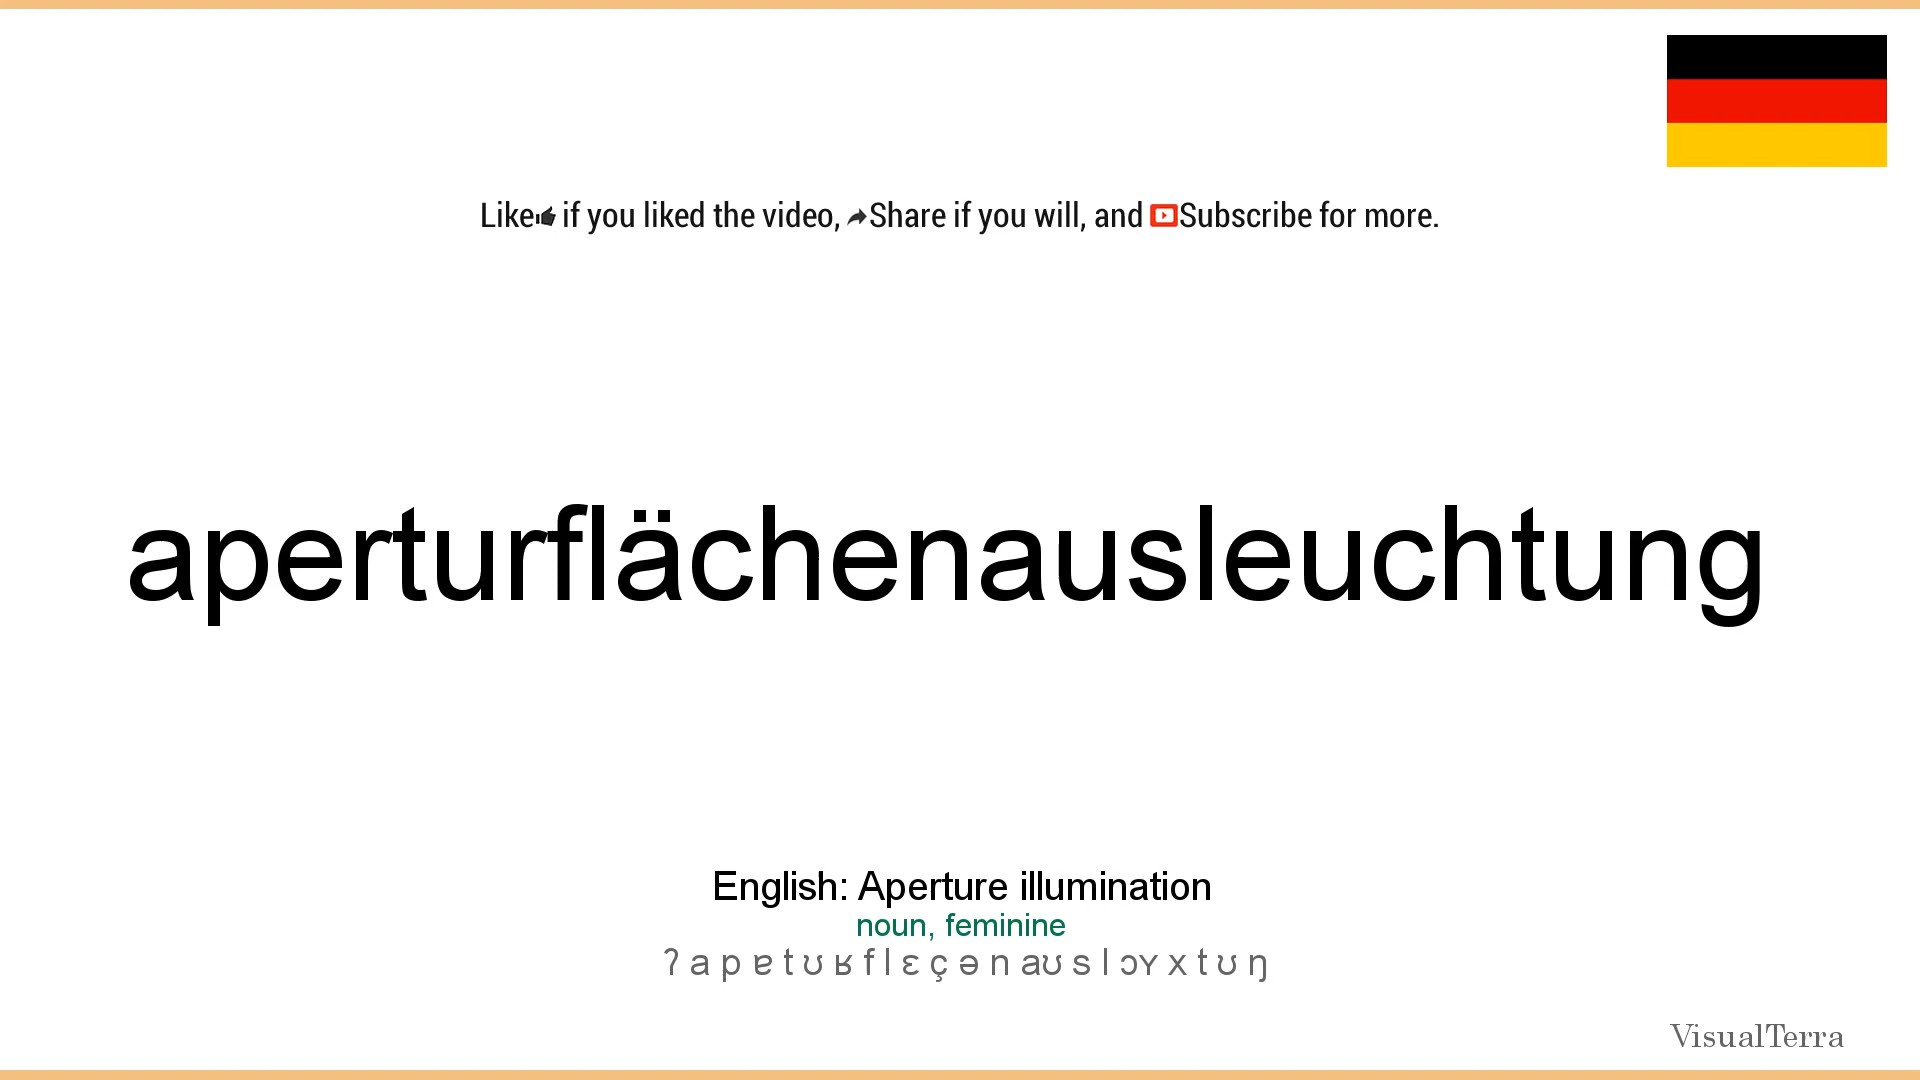 Like if you liked the video, Share if you will, and Subscribe for more.
aperturflächenausleuchtung
English: Aperture illumination
noun, feminine
ʔ a p ɐ t ʊ ʁ f l ɛ ç ə n aʊ s l ɔʏ x t ʊ ŋ
VisualTerra